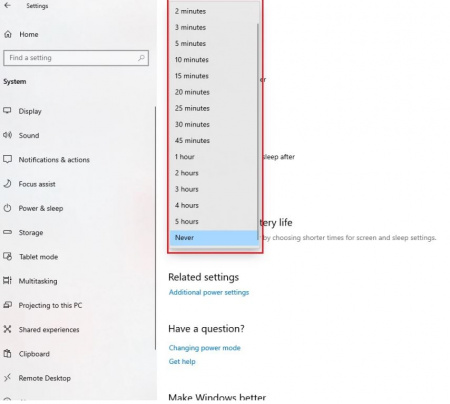 Settings
Home
Find a setting
System
Display
Sound
Notifications & actions
Focus assist
Power & sleep
Storage
Tablet mode
Multitasking
Projecting to this PC
Shared experiences
Clipboard
Remote Desktop
2 minutes
3 minutes
5 minutes
10 minutes
15 minutes
20 minutes
25 minutes
30 minutes
45 minutes
1 hour
2 hours
3 hours
4 hours
5 hours
Never
er
sleep after
tery life
by choosing shorter times for screen and sleep settings.
Related settings
Additional power settings
Have a question?
Changing power mode
Get help
Make Windows better